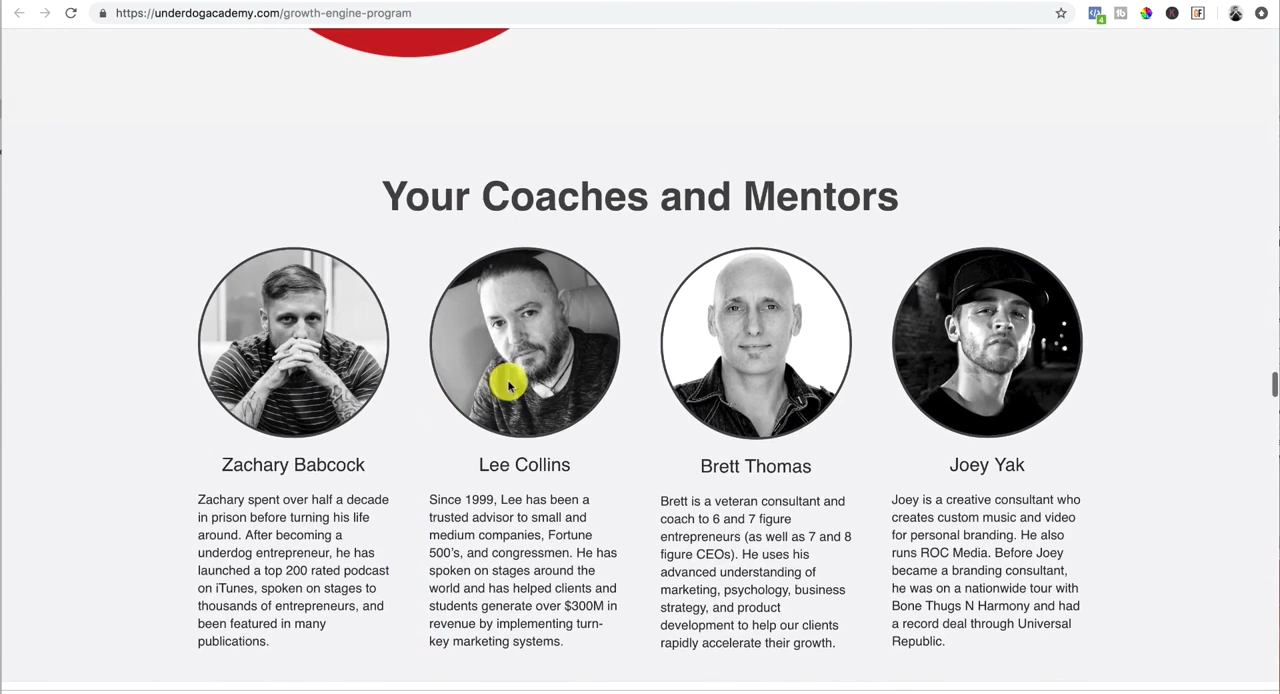 https://underdogacademy.com/growth-engine-program
4
tb
K
Your Coaches and Mentors
Zachary Babcock
Zachary spent over half a decade
in prison before turning his life
around. After becoming a
underdog entrepreneur, he has
launched a top 200 rated podcast
on iTunes, spoken on stages to
thousands of entrepreneurs, and
been featured in many
publications.
Lee Collins
Since 1999, Lee has been a
trusted advisor to small and
medium companies, Fortune
500's, and congressmen. He has
spoken on stages around the
world and has helped clients and
students generate over $300M in
revenue by implementing turn-
key marketing systems.
Brett Thomas
Brett is a veteran consultant and
coach to 6 and 7 figure
entrepreneurs (as well as 7 and 8
figure CEOs). He uses his
advanced understanding of
marketing, psychology, business
strategy, and product
development to help our clients
rapidly accelerate their growth.
Joey Yak
Joey is a creative consultant who
creates custom music and video
for personal branding. He also
runs ROC Media. Before Joey
became a branding consultant,
he was on a nationwide tour with
Bone Thugs N Harmony and had
a record deal through Universal
Republic.